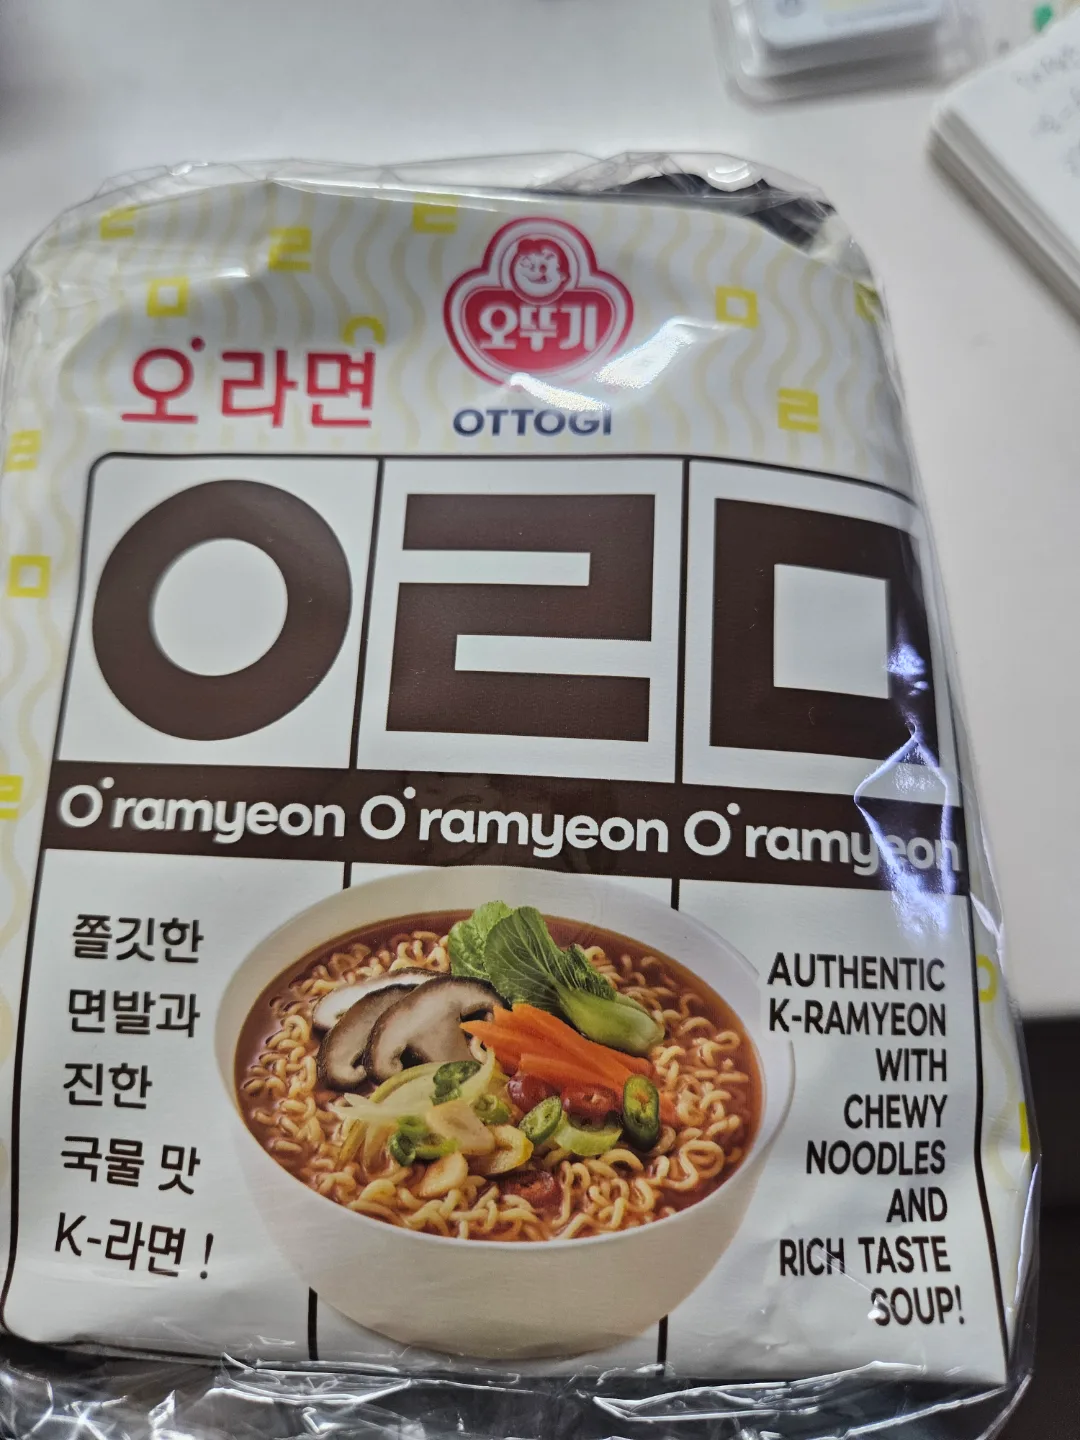 오뚜기
오'라면
OTTOGI
ㅇㄹㅁ
O'ramyeon O'ramyeon O'ramyeon
쫄깃한
면발과
진한
국물 맛
K-라면 !
AUTHENTIC
K-RAMYEON
WITH
CHEWY
NOODLES
AND
RICH TASTE
SOUP!